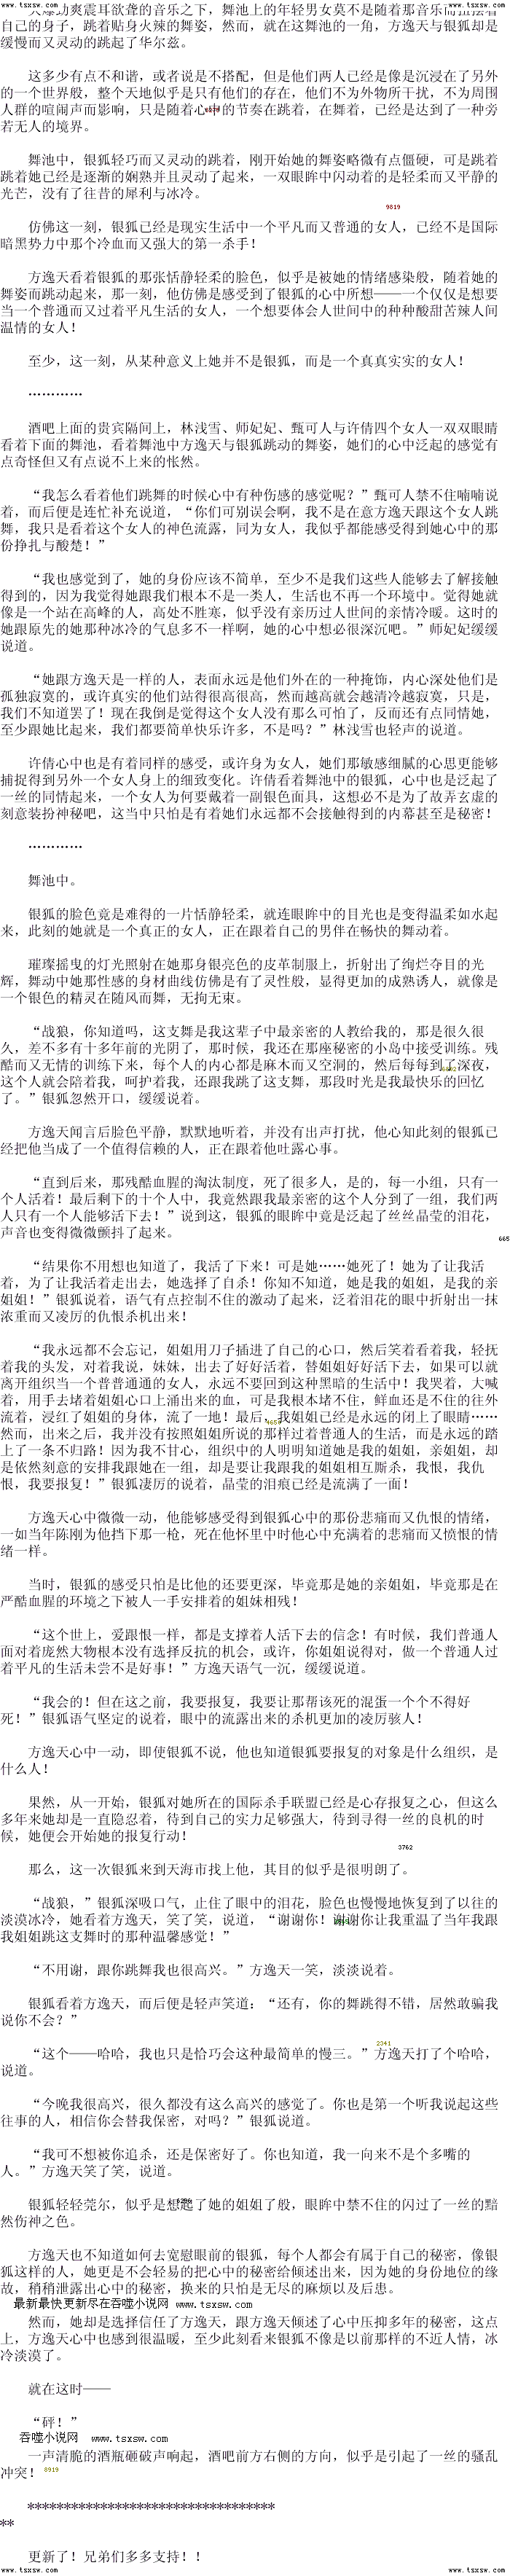 www.tsxsw.com www.tsxsw.com
动爽震耳欲聋的音乐之下，舞池上的年轻男女莫不是随着那音乐而扭动着
自己的身子，跳着贴身火辣的舞姿，然而，就在这舞池的一角，方逸天与银狐却是
缓慢而又灵动的跳起了华尔兹。
这多少有点不和谐，或者说是不搭配，但是他们两人已经是像是沉浸在了另外
的一个世界般，整个天地似乎是只有他们的存在，他们不为外物所干扰，不为周围
人群的喧闹声而影响，只是随着心中的节奏在跳着，在舞着，已经是达到了一种旁
若无人的境界。
舞池中，银狐轻巧而又灵动的跳着，刚开始她的舞姿略微有点僵硬，可是跳着
跳着她已经是逐渐的娴熟并且灵动了起来，一双眼眸中闪动着的是轻柔而又平静的
光芒，没有了往昔的犀利与冰冷。
9819
仿佛这一刻，银狐已经是现实生活中一个平凡而又普通的女人，已经不是国际
暗黑势力中那个冷血而又强大的第一杀手！
方逸天看着银狐的那张恬静轻柔的脸色，似乎是被她的情绪感染般，随着她的
舞姿而跳动起来，那一刻，他仿佛是感受到了银狐的心中所想——一个仅仅是想要
当一个普通而又过着平凡生活的女人，一个想要体会人世间中的种种酸甜苦辣人间
温情的女人！
至少，这一刻，从某种意义上她并不是银狐，而是一个真真实实的女人！
…………
酒吧上面的贵宾隔间上，林浅雪、师妃妃、甄可人与许倩四个女人一双双眼睛
看着下面的舞池，看着舞池中方逸天与银狐跳动的舞姿，她们的心中泛起的感觉有
点奇怪但又有点说不上来的怅然。
“我怎么看着他们跳舞的时候心中有种伤感的感觉呢？”甄可人禁不住喃喃说
着，而后便是连忙补充说道，“你们可别误会啊，我不是在意方逸天跟这个女人跳
舞，我只是看着这个女人的神色流露，同为女人，我似乎都能感受得到她心中的那
份挣扎与酸楚！”
“我也感觉到了，她的身份应该不简单，至少不是我们这些人能够去了解接触
得到的，因为我觉得她跟我们根本不是一类人，生活也不再一个环境中。觉得她就
像是一个站在高峰的人，高处不胜寒，似乎没有亲历过人世间的亲情冷暖。这时的
她跟原先的她那种冰冷的气息多不一样啊，她的心中想必很深沉吧。”师妃妃缓缓
说道。
“她跟方逸天是一样的人，表面永远是他们外在的一种掩饰，内心深处他们是
孤独寂寞的，或许真实的他们站得很高很高，然而越高就会越清冷越寂寞，只是，
我们不知道罢了！现在我倒是觉得这个女人没有那么可怕了，反而还有点同情她，
至少跟她比起来，我们都要简单快乐许多，不是吗？”林浅雪也轻声的说道。
许倩心中也是有着同样的感受，或许身为女人，她们那敏感细腻的心思更能够
捕捉得到另外一个女人身上的细致变化。许倩看着舞池中的银狐，心中也是泛起了
一丝的同情起来，一个女人为何要戴着一副银色面具，这想必不是为了故弄玄虚的
刻意装扮神秘吧，这当中只怕是有着她们永远都不会接触得到的内幕甚至是秘密！
…………
舞池中。
银狐的脸色竟是难得的一片恬静轻柔，就连眼眸中的目光也是变得温柔如水起
来，此刻的她就是一个真正的女人，正在跟着自己的男伴在畅快的舞动着。
璀璨摇曳的灯光照射在她那身银亮色的皮革制服上，折射出了绚烂夺目的光
辉，舞动中她那性感的身材曲线仿佛是有了灵性般，显得更加的成熟诱人，就像是
一个银色的精灵在随风而舞，无拘无束。
“战狼，你知道吗，这支舞是我这辈子中最亲密的人教给我的，那是很久很
久，差不多有十多年前的光阴了，那时候，我还在那座秘密的小岛中接受训练。残
酷而又无情的训练下来，每个人的内心都是麻木而又空洞的，然后每每到了深夜，
这个人就会陪着我，呵护着我，还跟我跳了这支舞，那段时光是我最快乐的回忆
了。”银狐忽然开口，缓缓说着。
方逸天闻言后脸色平静，默默地听着，并没有出声打扰，他心知此刻的银狐已
经把他当成了一个值得信赖的人，正在跟着他吐露心事。
“直到后来，那残酷血腥的淘汰制度，死了很多人，是的，每一小组，只有一
个人活着！最后剩下的十个人中，我竟然跟我最亲密的这个人分到了一组，我们两
人只有一个人能够活下去！”说到这，银狐的眼眸中竟是泛起了丝丝晶莹的泪花，
声音也变得微微颤抖了起来。
665
“结果你不用想也知道了，我活了下来！可是她……她死了！她为了让我活
着，为了让我活着走出去，她选择了自杀！你知不知道，她是我的姐姐，是我的亲
姐姐！”银狐说着，语气有点控制不住的激动了起来，泛着泪花的眼中折射出一抹
浓重而又凌厉的仇恨杀机出来！
“我永远都不会忘记，姐姐用刀子插进了自己的心口，然后笑着看着我，轻抚
着我的头发，对着我说，妹妹，出去了好好活着，替姐姐好好活下去，如果可以就
离开组织当一个普普通通的女人，永远不要回到这种黑暗的生活中！我哭着，大喊
着，用手去堵着姐姐心口上涌出来的血，可是我根本堵不住，鲜血还是不住的往外
流着，浸红了姐姐的身体，流了一地！最后，我姐姐已经是永远的闭上了眼睛……
然而，出来之后，我并没有按照姐姐所说的那样过着普通人的生活，而是永远的踏
上了一条不归路！因为我不甘心，组织中的人明明知道她是我的姐姐，亲姐姐，却
是依然刻意的安排我跟她在一组，却是要让我跟我的姐姐相互厮杀，我恨，我仇
恨，我要报复！”银狐凄厉的说着，晶莹的泪痕已经是流满了一面！
方逸天心中微微一动，他能够感受得到银狐心中的那份悲痛而又仇恨的情绪，
一如当年陈刚为他挡下那一枪，死在他怀里中时他心中充满着的悲痛而又愤恨的情
绪一样。
当时，银狐的感受只怕是比他的还要更深，毕竟那是她的亲姐姐，毕竟那是在
严酷血腥的环境之下被人一手安排着的姐妹相残！
“这个世上，爱跟恨一样，都是支撑着人活下去的信念！有时候，我们普通人
面对着庞然大物根本没有选择反抗的机会，或许，你姐姐说得对，做一个普通人过
着平凡的生活未尝不是好事！”方逸天语气一沉，缓缓说道。
“我会的！但在这之前，我要报复，我要让那帮该死的混蛋一个个不得好
死！”银狐语气坚定的说着，眼中的流露出来的杀机更加的凌厉骇人！
方逸天心中一动，即使银狐不说，他也知道银狐要报复的对象是什么组织，是
什么人！
果然，从一开始，银狐对她所在的国际杀手联盟已经是心存报复之心，但这么
多年来她却是一直隐忍着，待到自己的实力足够强大，待到寻得一丝的良机的时
候，她便会开始她的报复行动！
3762
那么，这一次银狐来到天海市找上他，其目的似乎是很明朗了。
“战狼，”银狐深吸口气，止住了眼中的泪花，脸色也慢慢地恢复到了以往的
淡漠冰冷，她看着方逸天，笑了笑，说道，“谢谢你！谢谢你让我重温了当年我跟
我姐姐跳这支舞时的那种温馨感觉！”
“不用谢，跟你跳舞我也很高兴。”方逸天一笑，淡淡说着。
银狐看着方逸天，而后便是轻声笑道：“还有，你的舞跳得不错，居然敢骗我
说你不会？”
2341
“这个——哈哈，我也只是恰巧会这种最简单的慢三。”方逸天打了个哈哈，
说道。
“今晚我很高兴，很久都没有这么高兴的感觉了。你也是第一个听我说起这些
往事的人，相信你会替我保密，对吗？”银狐说道。
“我可不想被你追杀，还是保密好了。你也知道，我一向来不是个多嘴的
人。”方逸天笑了笑，说道。
银狐轻轻莞尔，似乎是想起了她的姐姐了般，眼眸中禁不住的闪过了一丝的黯
然伤神之色。
方逸天也不知道如何去宽慰眼前的银狐，每个人都会有属于自己的秘密，像银
狐这样的人，她更是不会轻易的把心中的秘密给倾述出来，因为她的身份地位的缘
故，稍稍泄露出心中的秘密，换来的只怕是无尽的麻烦以及后患。
最新最快更新尽在吞噬小说网 www.tsxsw.com
然而，她却是选择信任了方逸天，跟方逸天倾述了心中压抑多年的秘密，这点
上，方逸天心中也感到很温暖，至少此刻看来银狐不像是以前那样的不近人情，冰
冷淡漠了。
就在这时——
“砰！”
吞噬小说网 www.tsxsw.com
一声清脆的酒瓶砸破声响起，酒吧前方右侧的方向，似乎是引起了一丝的骚乱
冲突！ 8919
**********************************
**
更新了！兄弟们多多支持！！
www.tsxsw.com www.tsxsw.com